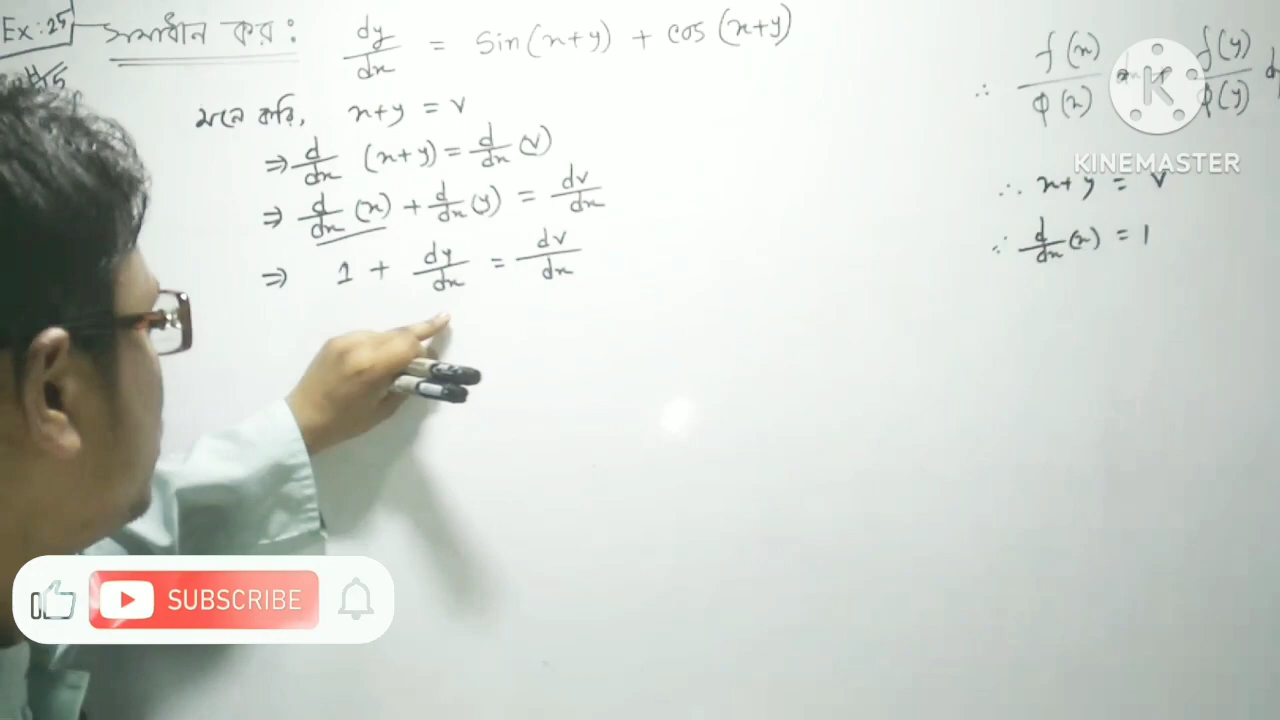 Ex: 25 সমাধান কর: dy/dx = Sin(x+y) + cos(x+y)
মনে করি, x+y = v
⇒ d/dx (x+y) = d/dx (v)
⇒ d/dx (x) + d/dx (y) = dv/dx
⇒ 1 + dy/dx = dv/dx
∴ f(x)/φ(x) f(y)/φ(y)
KINEMASTER
∴ x+y = v
∵ d/dx (x) = 1
SUBSCRIBE